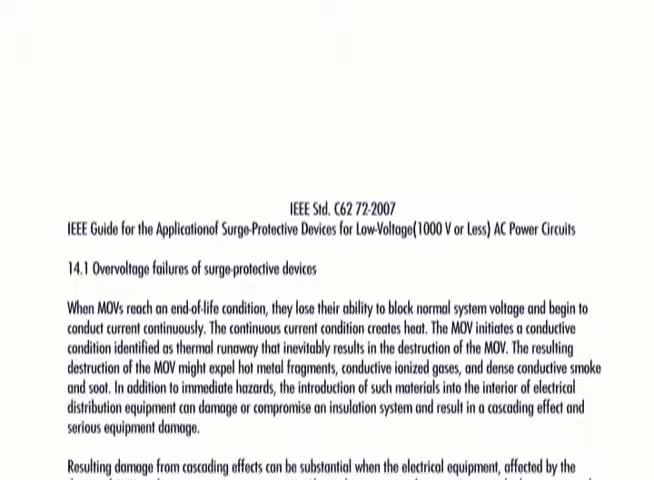 IEEE Std. C62 72-2007
IEEE Guide for the Applicationof Surge-Protective Devices for Low-Voltage(1000 V or Less) AC Power Circuits
14.1 Overvoltage failures of surge-protective devices
When MOVs reach an end-of-life condition, they lose their ability to block normal system voltage and begin to
conduct current continuously. The continuous current condition creates heat. The MOV initiates a conductive
condition identified as thermal runaway that inevitably results in the destruction of the MOV. The resulting
destruction of the MOV might expel hot metal fragments, conductive ionized gases, and dense conductive smoke
and soot. In addition to immediate hazards, the introduction of such materials into the interior of electrical
distribution equipment can damage or compromise an insulation system and result in a cascading effect and
serious equipment damage.
Resulting damage from cascading effects can be substantial when the electrical equipment, affected by the